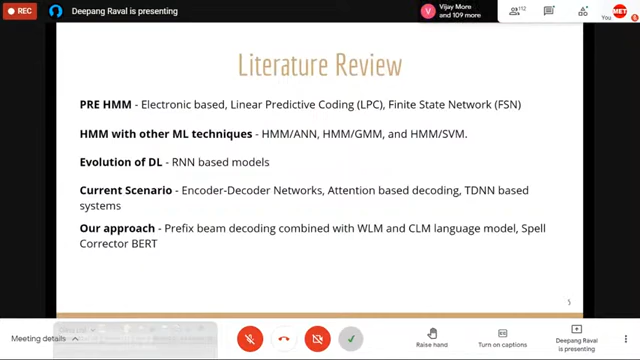 REC
Deepang Raval is presenting
V
Vijay More
and 109 more
112
You
MET
Literature Review
PRE HMM - Electronic based, Linear Predictive Coding (LPC), Finite State Network (FSN)
HMM with other ML techniques - HMM/ANN, HMM/GMM, and HMM/SVM.
Evolution of DL - RNN based models
Current Scenario - Encoder-Decoder Networks, Attention based decoding, TDNN based
systems
Our approach - Prefix beam decoding combined with WLM and CLM language model, Spell
Corrector BERT
5
Meeting details
Raise hand
Turn on captions
Deepang Raval
is presenting